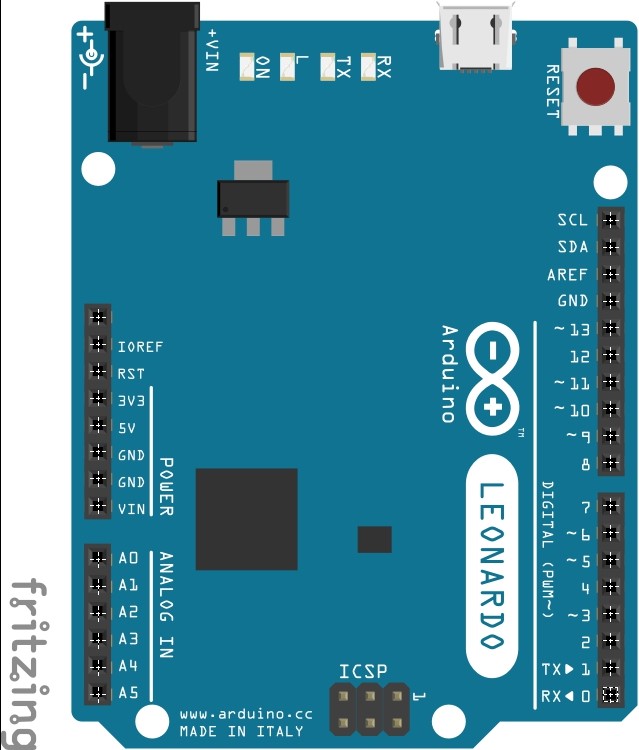 +VIN
ON
L
TX
RX
RESET
SCL
SDA
AREF
GND
~13
12
~11
~10
~9
8
7
~6
~5
4
~3
2
TX▶ 1
RX◀ 0
DIGITAL (PWM~)
Arduino
TM
LEONARDO
IOREF
RST
3V3
5V
GND
GND
VIN
POWER
A0
A1
A2
A3
A4
A5
ANALOG IN
ICSP
1
www.arduino.cc
MADE IN ITALY
fritzing